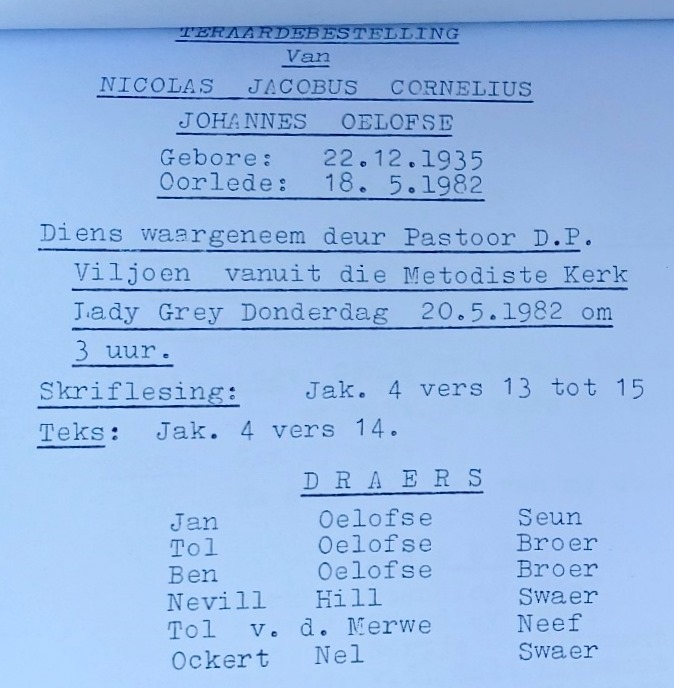 TERAARDEBESTELLING
Van
NICOLAS JACOBUS CORNELIUS
JOHANNES OELOFSE
Gebore: 22.12.1935
Oorlede: 18. 5.1982
Diens waargeneem deur Pastoor D.P.
Viljoen vanuit die Metodiste Kerk
Lady Grey Donderdag 20.5.1982 om
3 uur.
Skriflesing: Jak. 4 vers 13 tot 15
Teks: Jak. 4 vers 14.
D R A E R S
Jan Oelofse Seun
Tol Oelofse Broer
Ben Oelofse Broer
Nevill Hill Swaer
Tol v. d. Merwe Neef
Ockert Nel Swaer